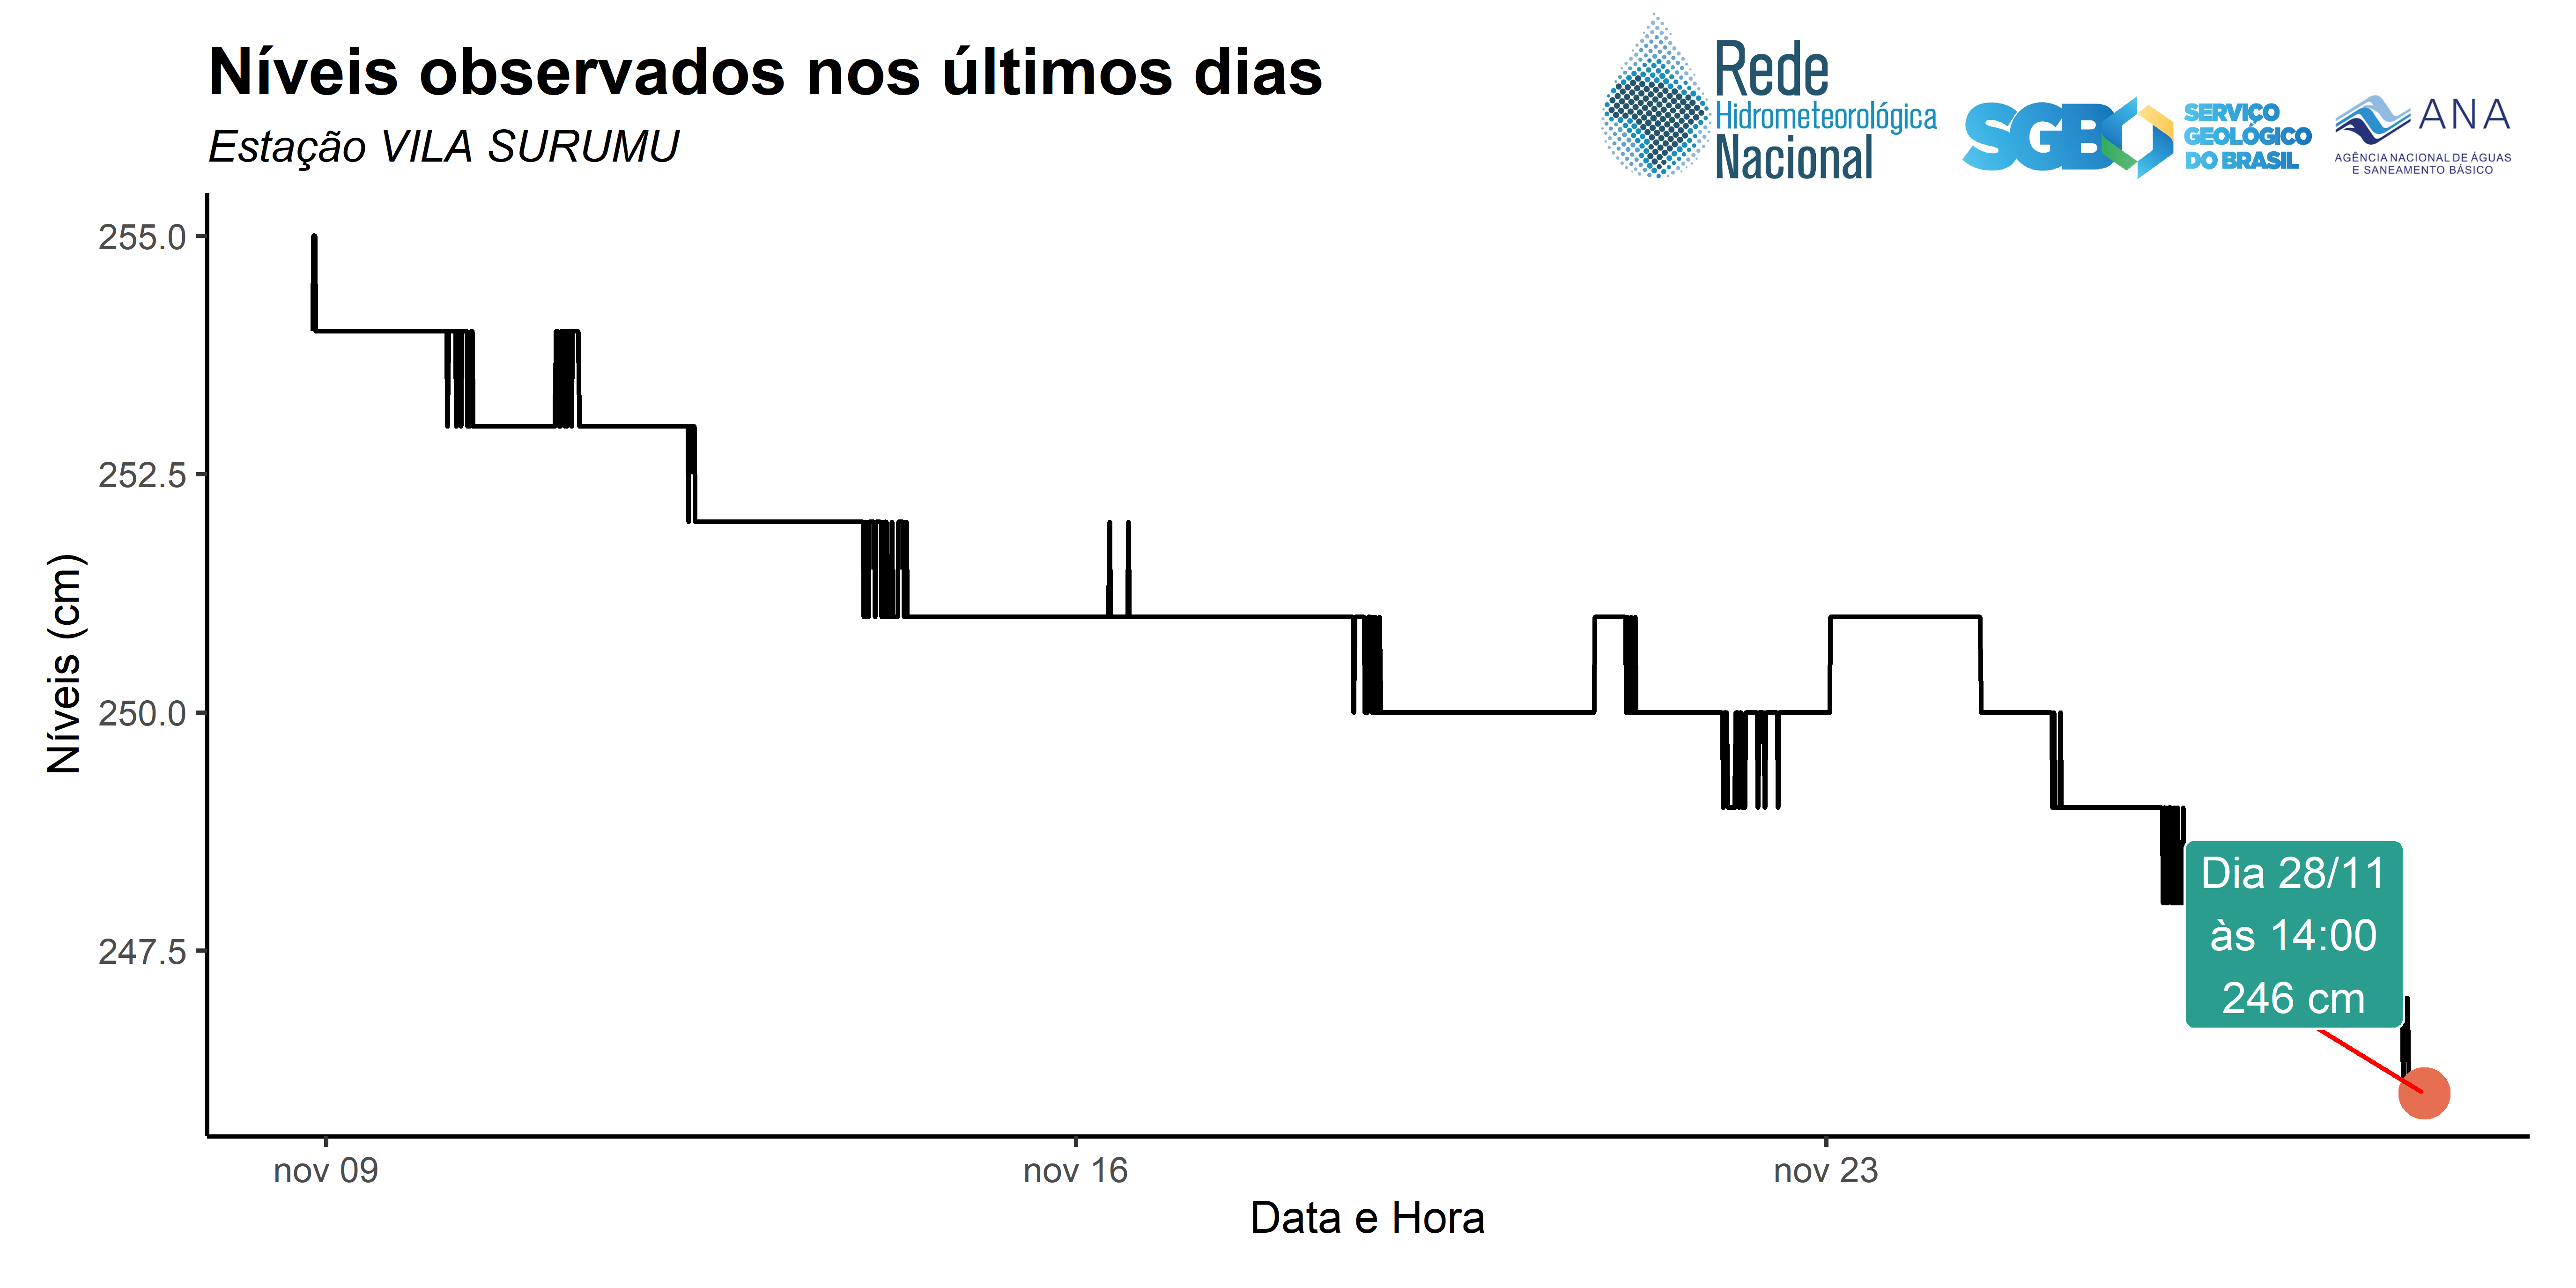 Níveis observados nos últimos dias
Estação VILA SURUMU
Rede
Hidrometeorológica
Nacional
SGB
SERVIÇO
GEOLÓGICO
DO BRASIL
ANA
AGÊNCIA NACIONAL DE ÁGUAS
E SANEAMENTO BÁSICO
255.0
252.5
250.0
247.5
Níveis (cm)
Dia 28/11
às 14:00
246 cm
nov 09
nov 16
nov 23
Data e Hora